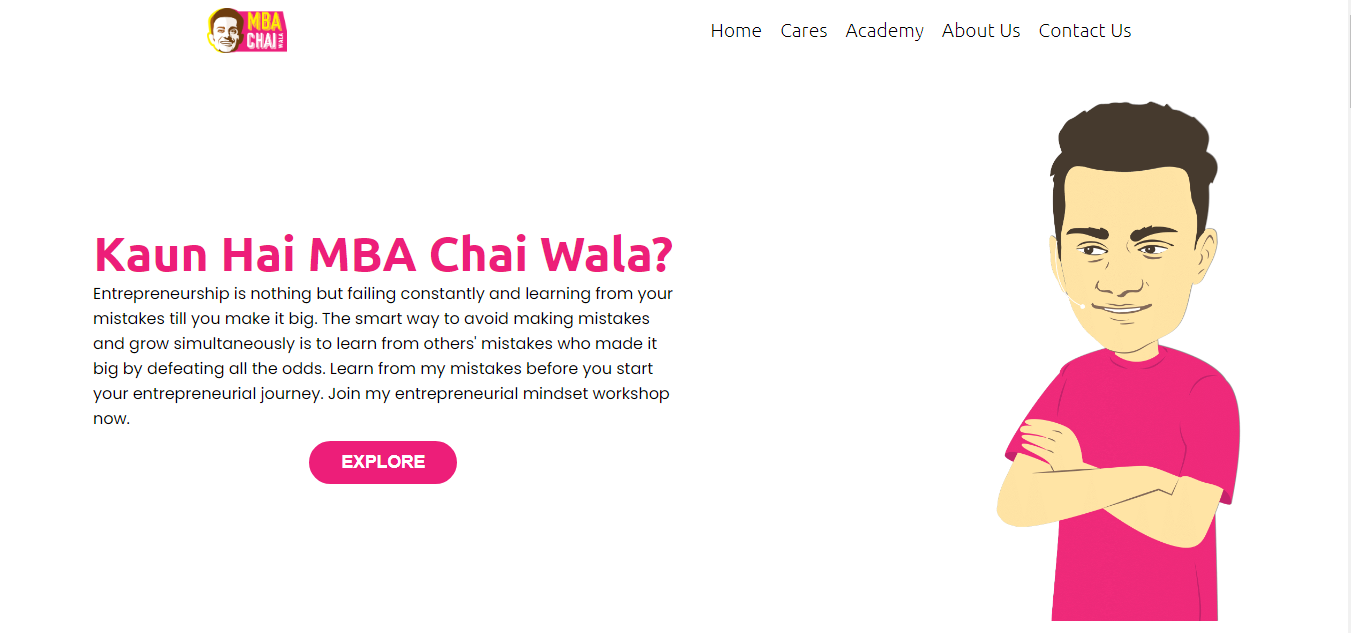 MBA
CHAI
WALA
Home Cares Academy About Us Contact Us
Kaun Hai MBA Chai Wala?
Entrepreneurship is nothing but failing constantly and learning from your
mistakes till you make it big. The smart way to avoid making mistakes
and grow simultaneously is to learn from others' mistakes who made it
big by defeating all the odds. Learn from my mistakes before you start
your entrepreneurial journey. Join my entrepreneurial mindset workshop
now.
EXPLORE